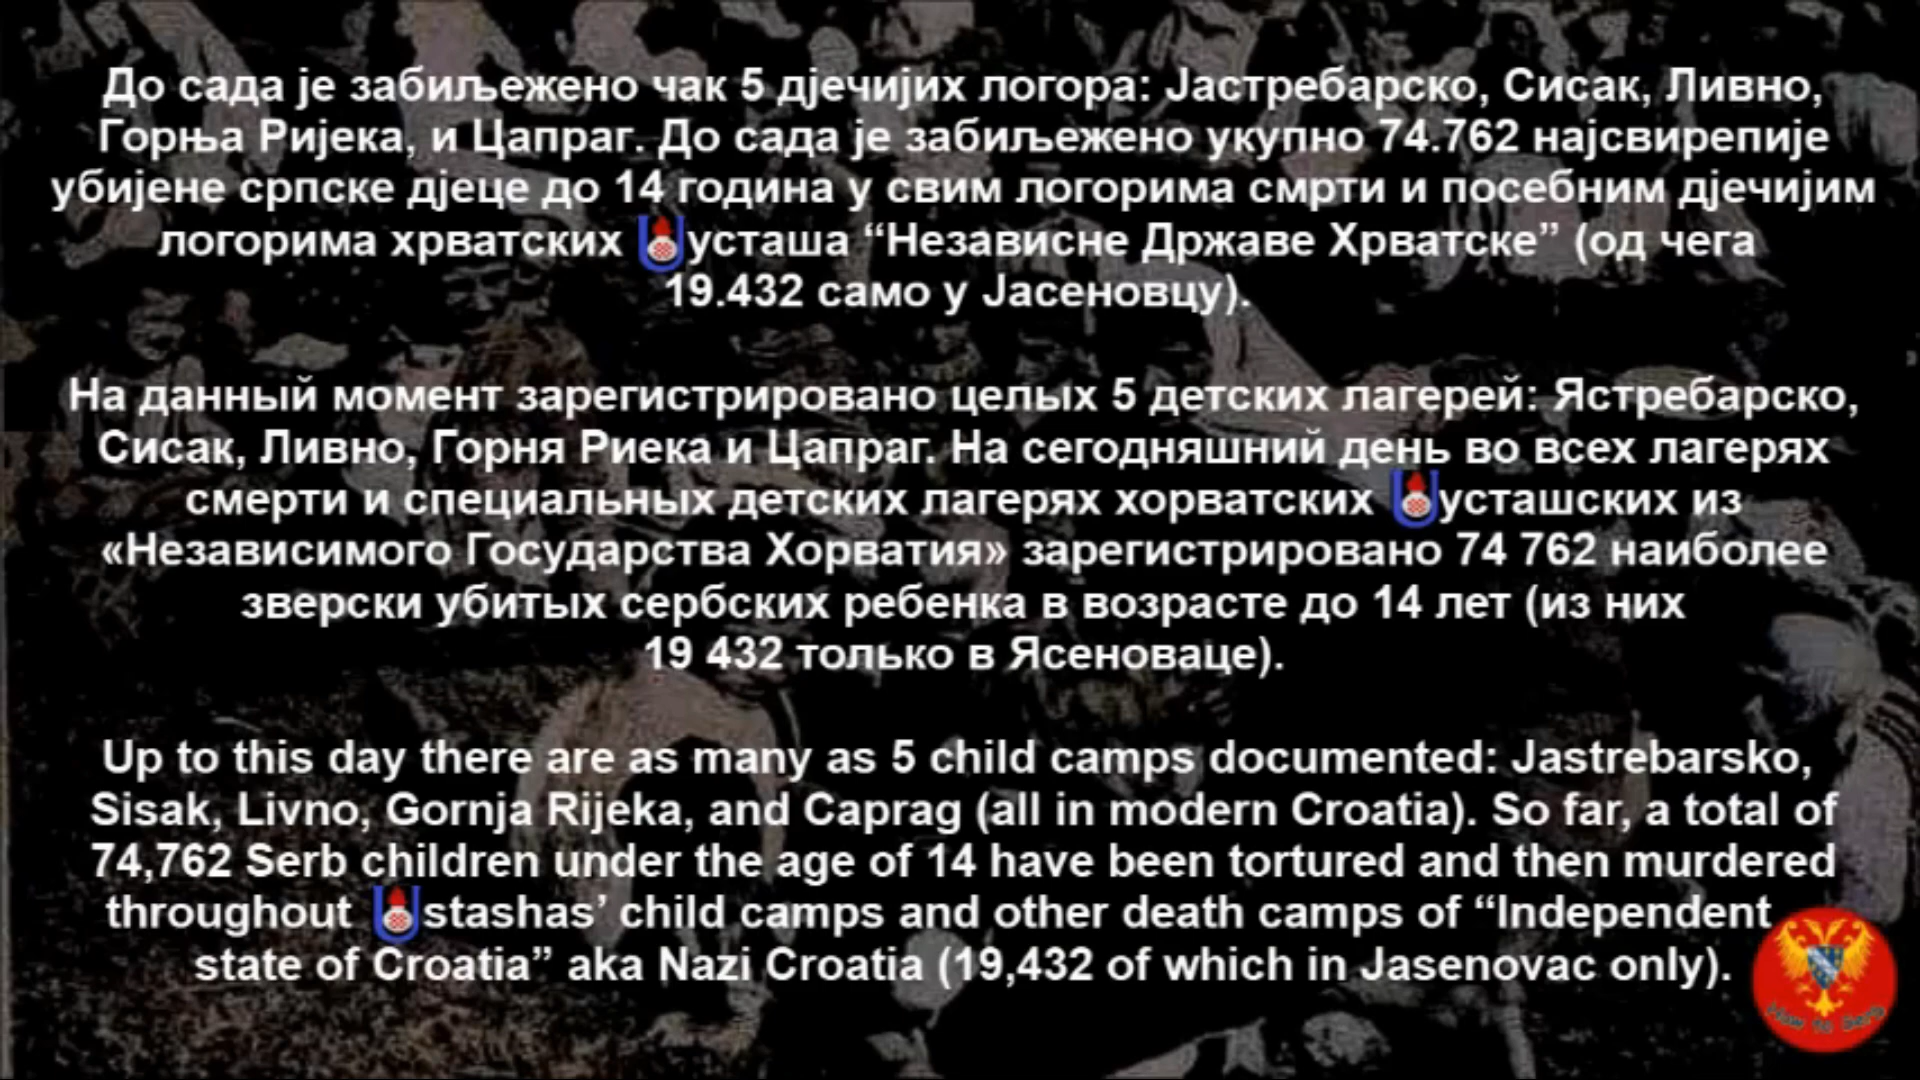 До сада је забиљежено чак 5 дјечијих логора: Јастребарско, Сисак, Ливно,
Горња Ријека, и Цапраг. До сада је забиљежено укупно 74.762 најсвирепије
убијене српске дјеце до 14 година у свим логорима смрти и посебним дјечијим
логорима хрватских Uусташа “Независне Државе Хрватске” (од чега
19.432 само у Јасеновцу).
На данный момент зарегистрировано целых 5 детских лагерей: Ястребарско,
Сисак, Ливно, Горня Риека и Цапраг. На сегодняшний день во всех лагерях
смерти и специальных детских лагерях хорватских Uусташских из
«Независимого Государства Хорватия» зарегистрировано 74 762 наиболее
зверски убитых сербских ребенка в возрасте до 14 лет (из них
19 432 только в Ясеноваце).
Up to this day there are as many as 5 child camps documented: Jastrebarsko,
Sisak, Livno, Gornja Rijeka, and Caprag (all in modern Croatia). So far, a total of
74,762 Serb children under the age of 14 have been tortured and then murdered
throughout Ustashas’ child camps and other death camps of “Independent
state of Croatia” aka Nazi Croatia (19,432 of which in Jasenovac only).
How to Serb